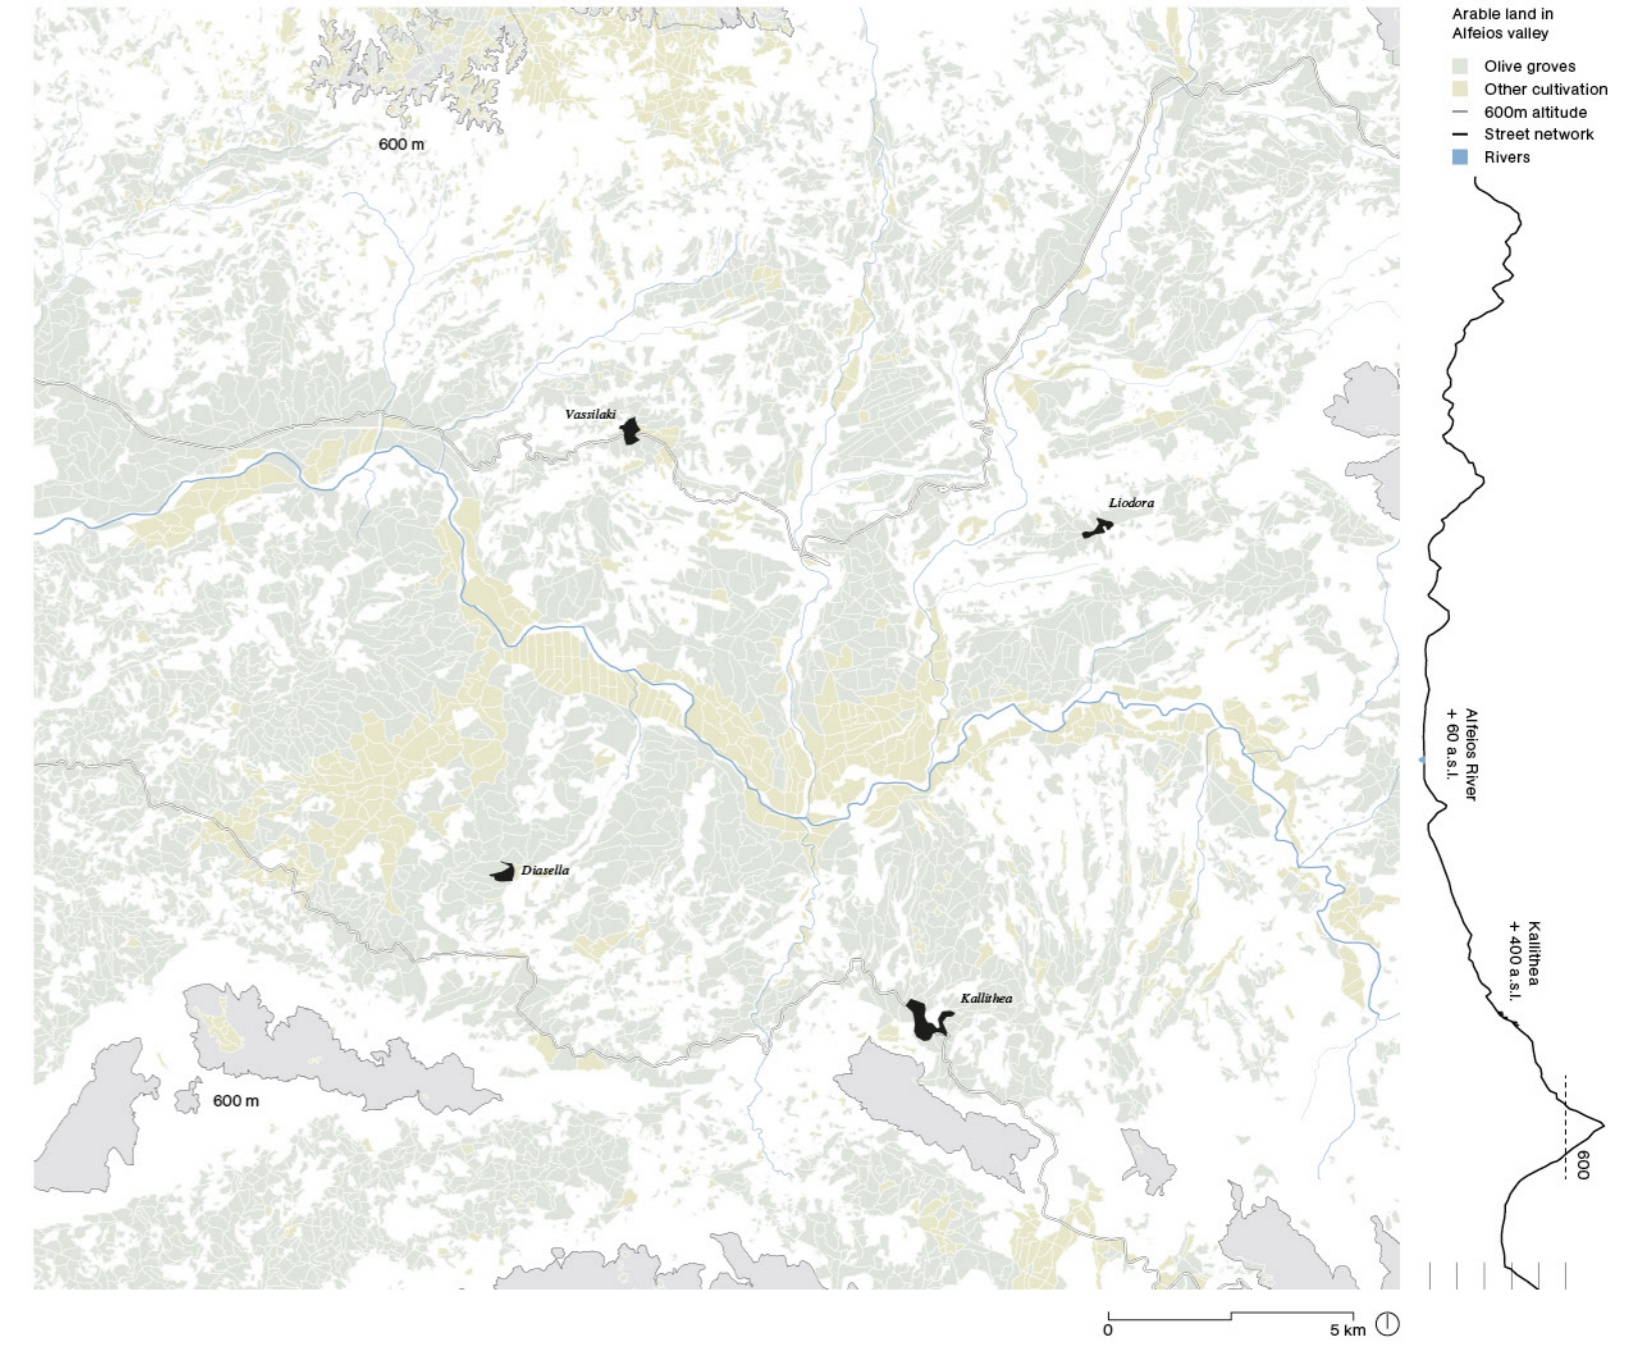 Arable land in
Alfeios valley
Olive groves
Other cultivation
600m altitude
Street network
Rivers
600 m
Vassilaki
Liodora
Alfeios River
+ 60 a.s.l.
Diasella
Kallithea
+ 400 a.s.l.
Kallithea
600 m
600
0
5 km